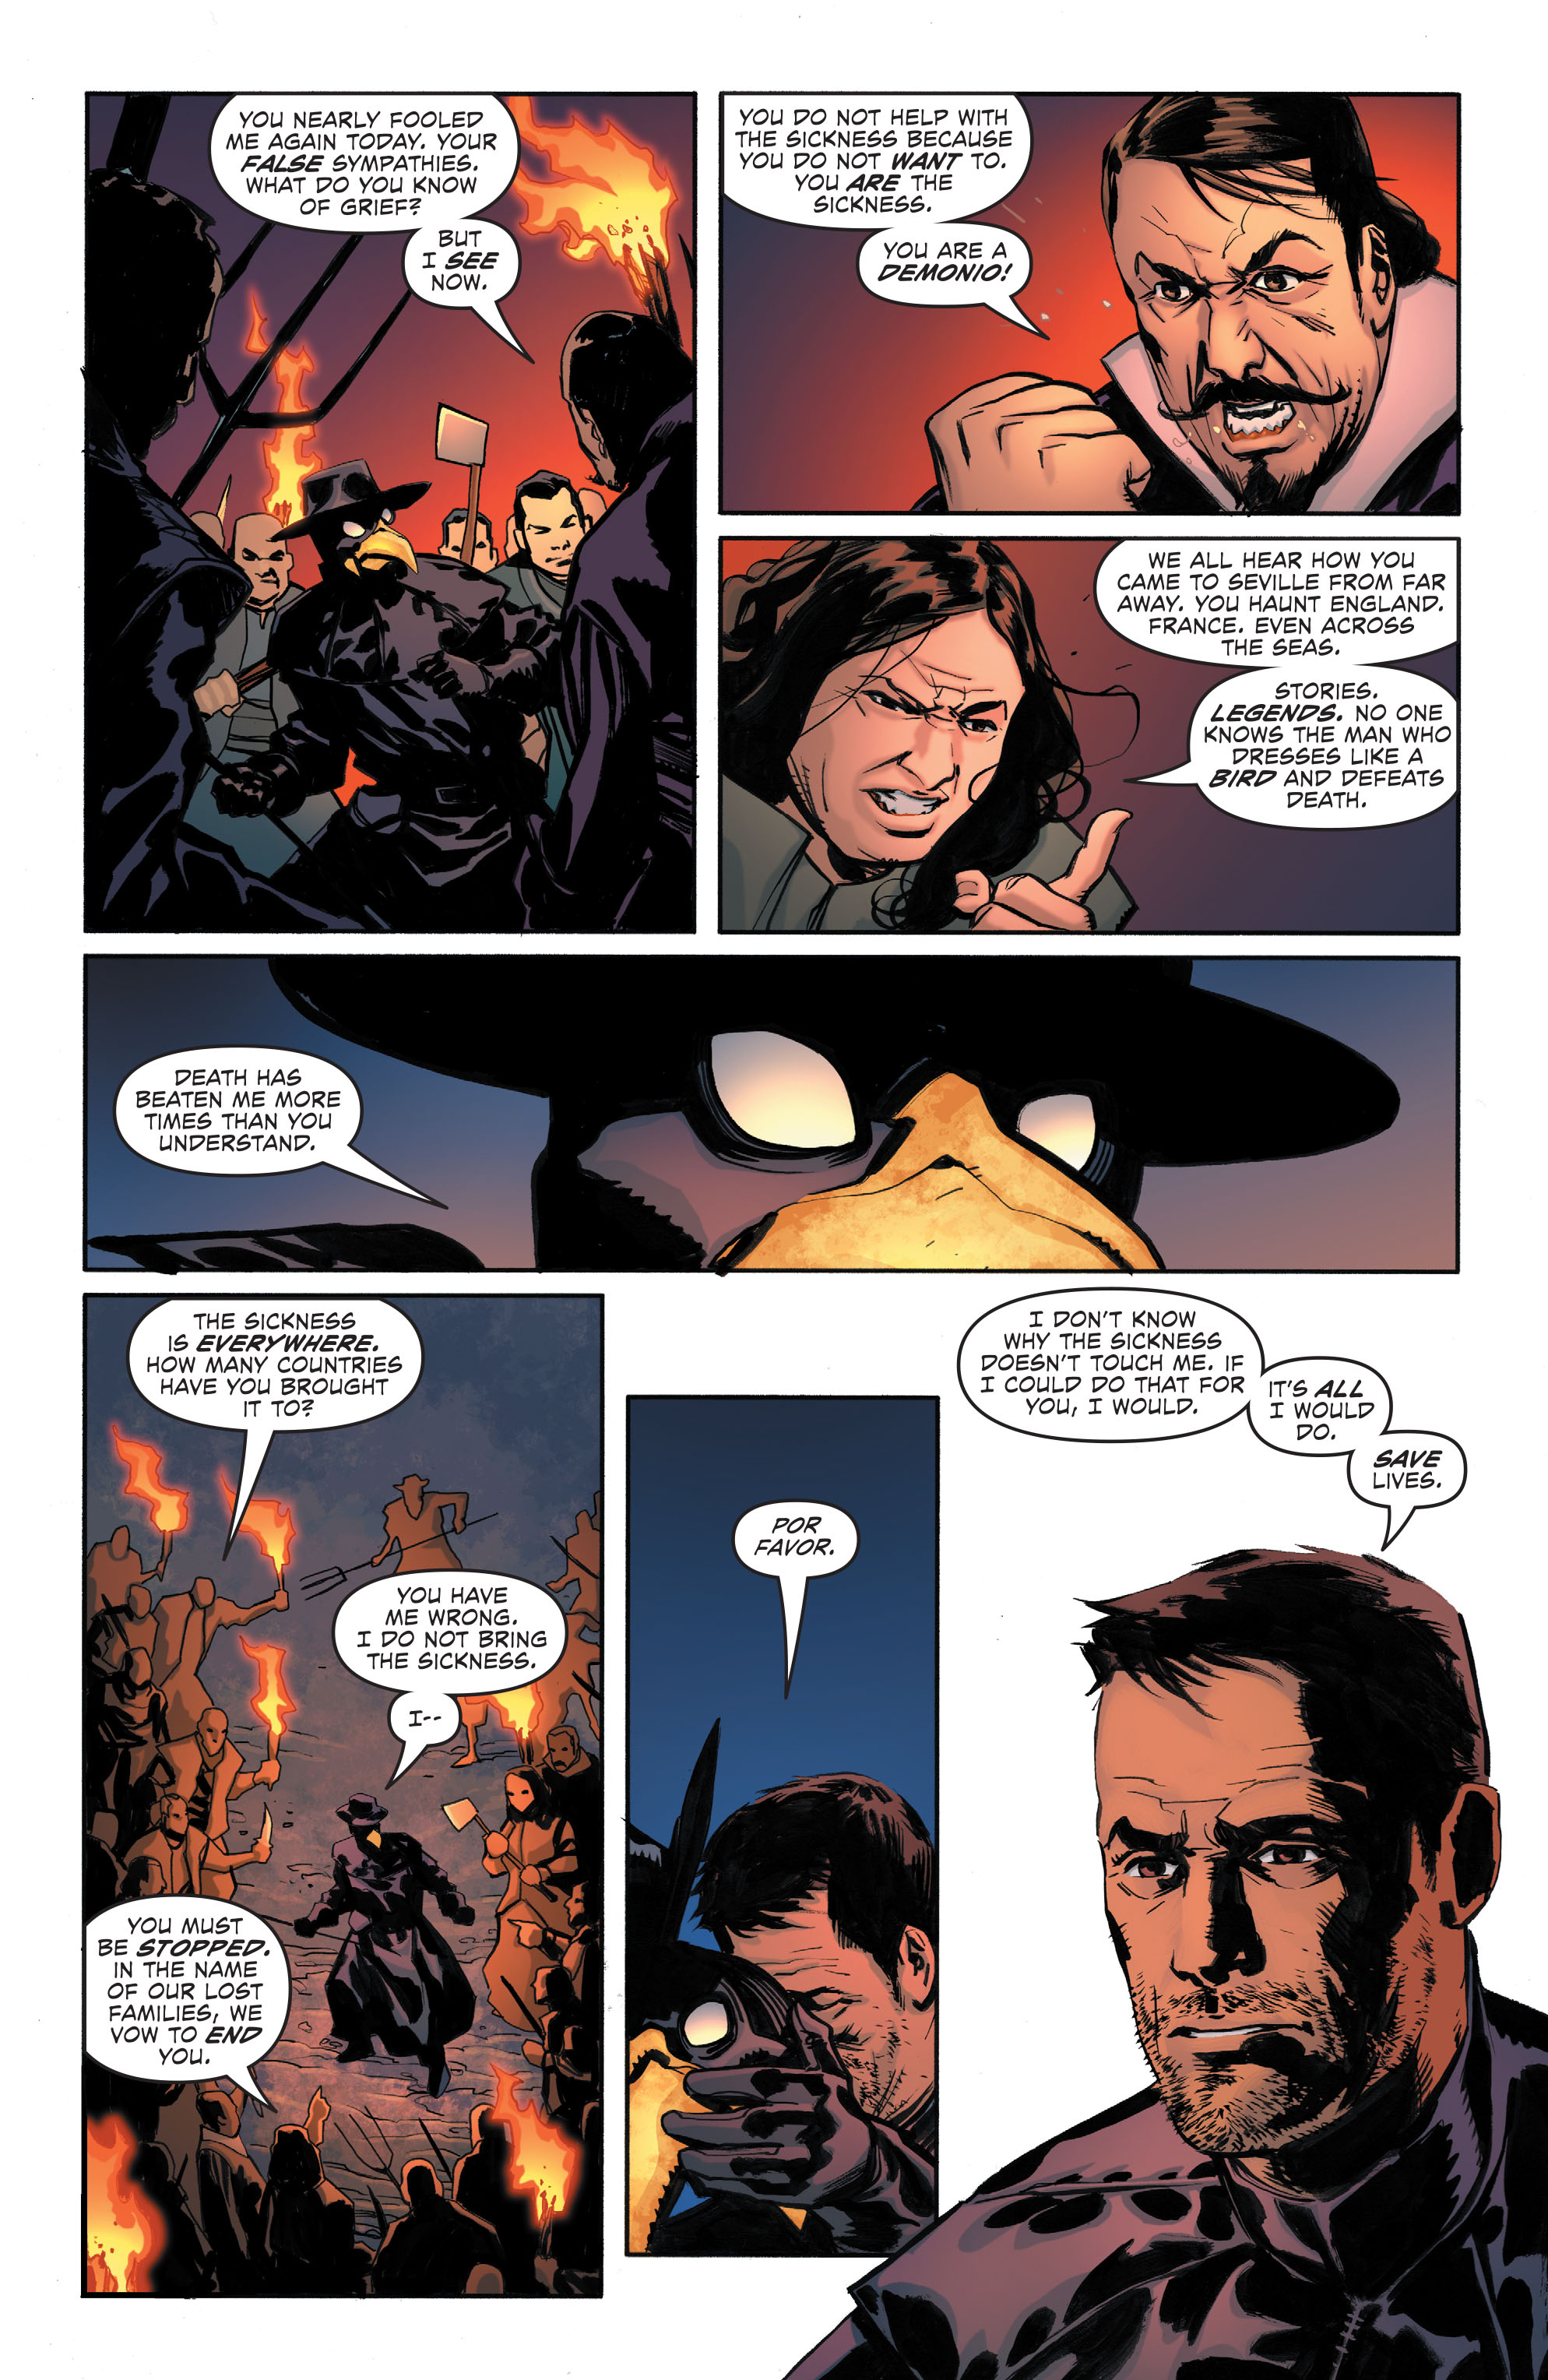 YOU NEARLY FOOLED
ME AGAIN TODAY. YOUR
FALSE SYMPATHIES.
WHAT DO YOU KNOW
OF GRIEF?
BUT
I SEE
NOW.
YOU DO NOT HELP WITH
THE SICKNESS BECAUSE
YOU DO NOT WANT TO.
YOU ARE THE
SICKNESS.
YOU ARE A
DEMONIO!
WE ALL HEAR HOW YOU
CAME TO SEVILLE FROM FAR
AWAY. YOU HAUNT ENGLAND.
FRANCE. EVEN ACROSS
THE SEAS.
STORIES.
LEGENDS. NO ONE
KNOWS THE MAN WHO
DRESSES LIKE A
BIRD AND DEFEATS
DEATH.
DEATH HAS
BEATEN ME MORE
TIMES THAN YOU
UNDERSTAND.
THE SICKNESS
IS EVERYWHERE.
HOW MANY COUNTRIES
HAVE YOU BROUGHT
IT TO?
YOU HAVE
ME WRONG.
I DO NOT BRING
THE SICKNESS.
I--
YOU MUST
BE STOPPED.
IN THE NAME
OF OUR LOST
FAMILIES, WE
VOW TO END
YOU.
POR
FAVOR.
I DON'T KNOW
WHY THE SICKNESS
DOESN'T TOUCH ME. IF
I COULD DO THAT FOR
YOU, I WOULD.
IT'S ALL
I WOULD
DO.
SAVE
LIVES.